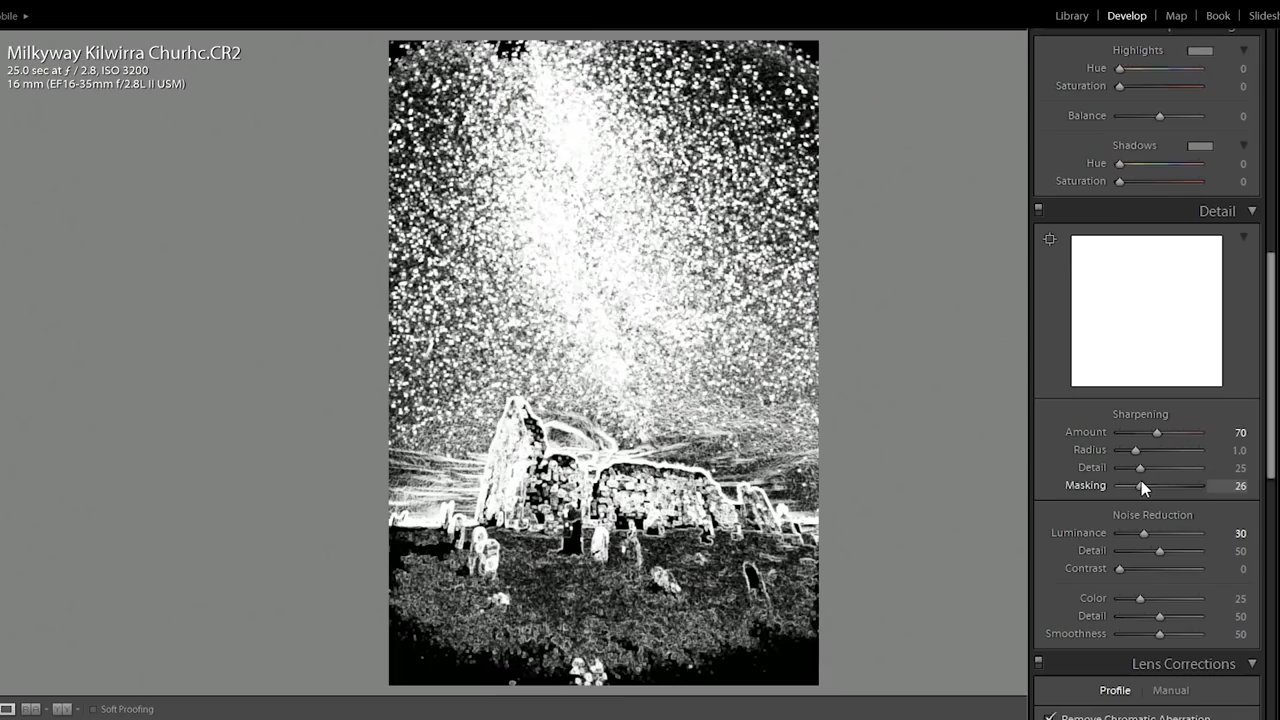 bile
Library | Develop | Map | Book | Slides
Milkyway Kilwirra Churhc.CR2
25.0 sec at ƒ / 2.8, ISO 3200
16 mm (EF16-35mm f/2.8L II USM)
Highlights
Hue 0
Saturation 0
Balance 0
Shadows
Hue 0
Saturation 0
Detail
Sharpening
Amount 70
Radius 1.0
Detail 25
Masking 26
Noise Reduction
Luminance 30
Detail 50
Contrast 0
Color 25
Detail 50
Smoothness 50
Lens Corrections
Profile Manual
Remove Chromatic Aberration
Soft Proofing